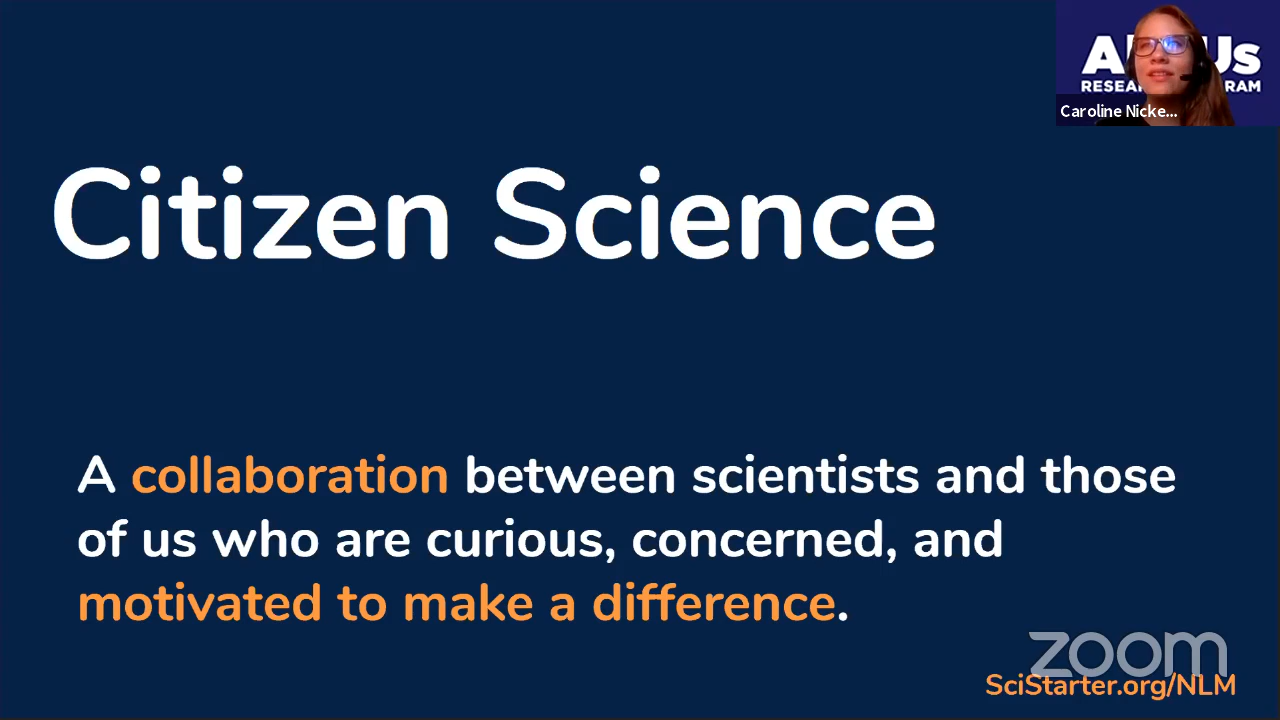 Citizen Science
A collaboration between scientists and those
of us who are curious, concerned, and
motivated to make a difference.
zoom
SciStarter.org/NLM
Caroline Nicke...